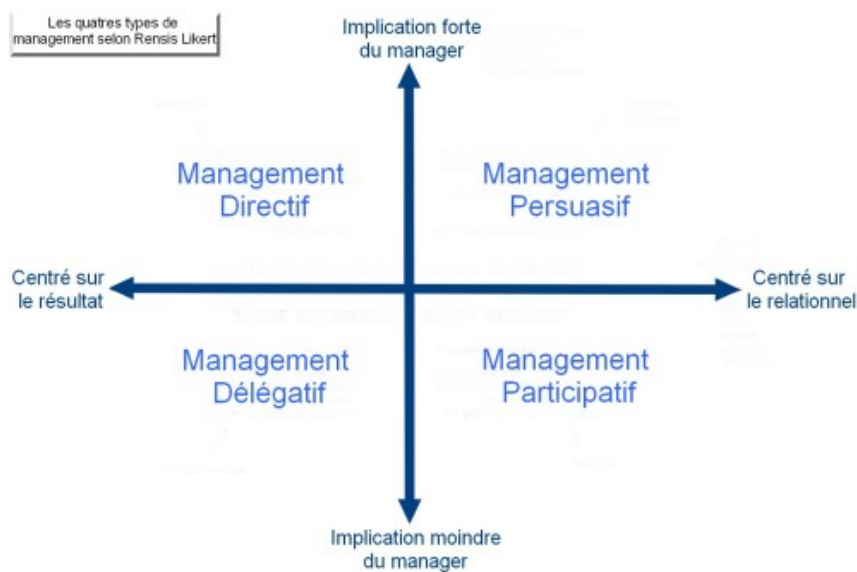 Les quatres types de
management selon Rensis Likert
Implication forte
du manager
Management
Directif
Management
Persuasif
Centré sur
le résultat
Centré sur
le relationnel
Management
Délégatif
Management
Participatif
Implication moindre
du manager